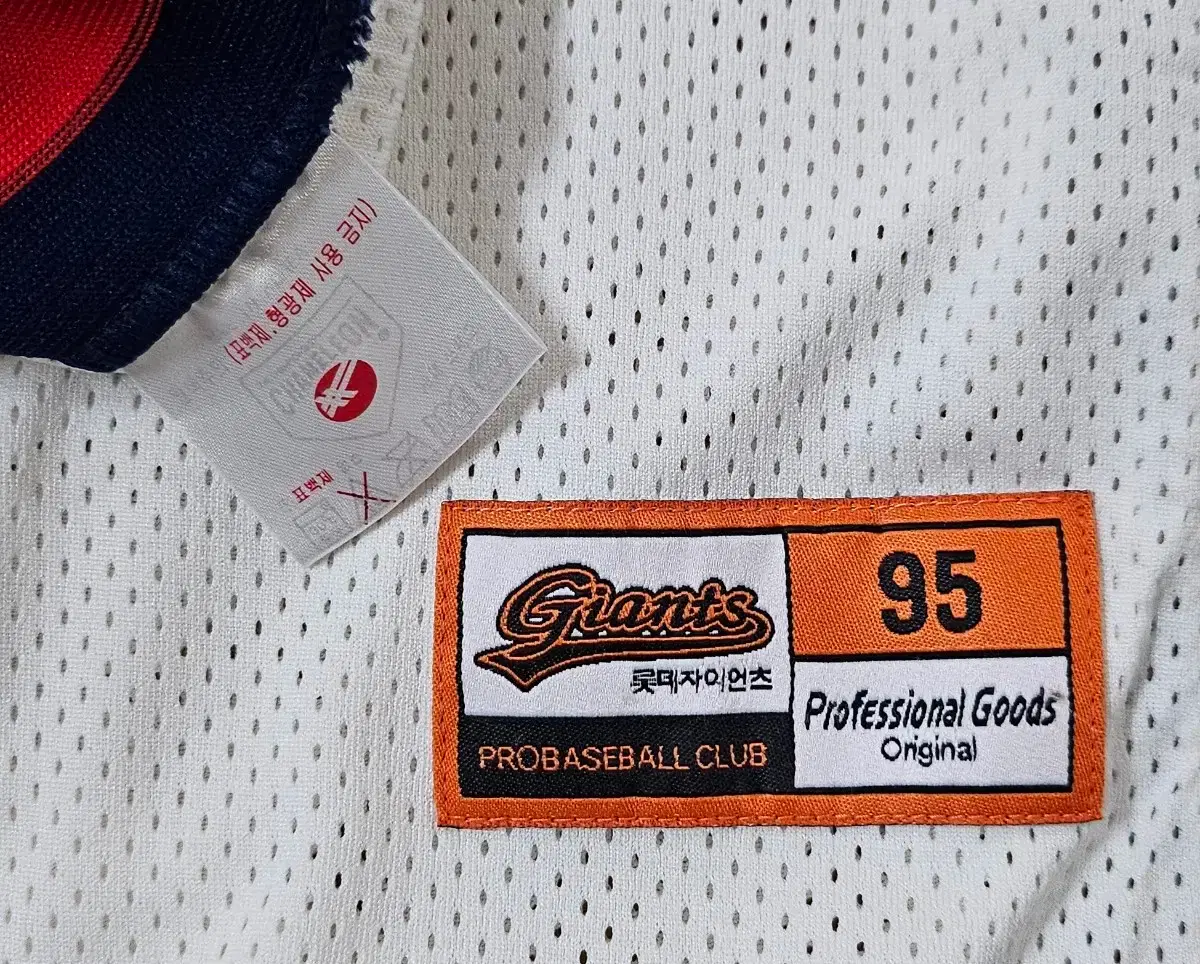 (표백제, 형광제 사용 금지)
표백제
Giants
롯데자이언츠
PROBASEBALL CLUB
95
Professional Goods
Original